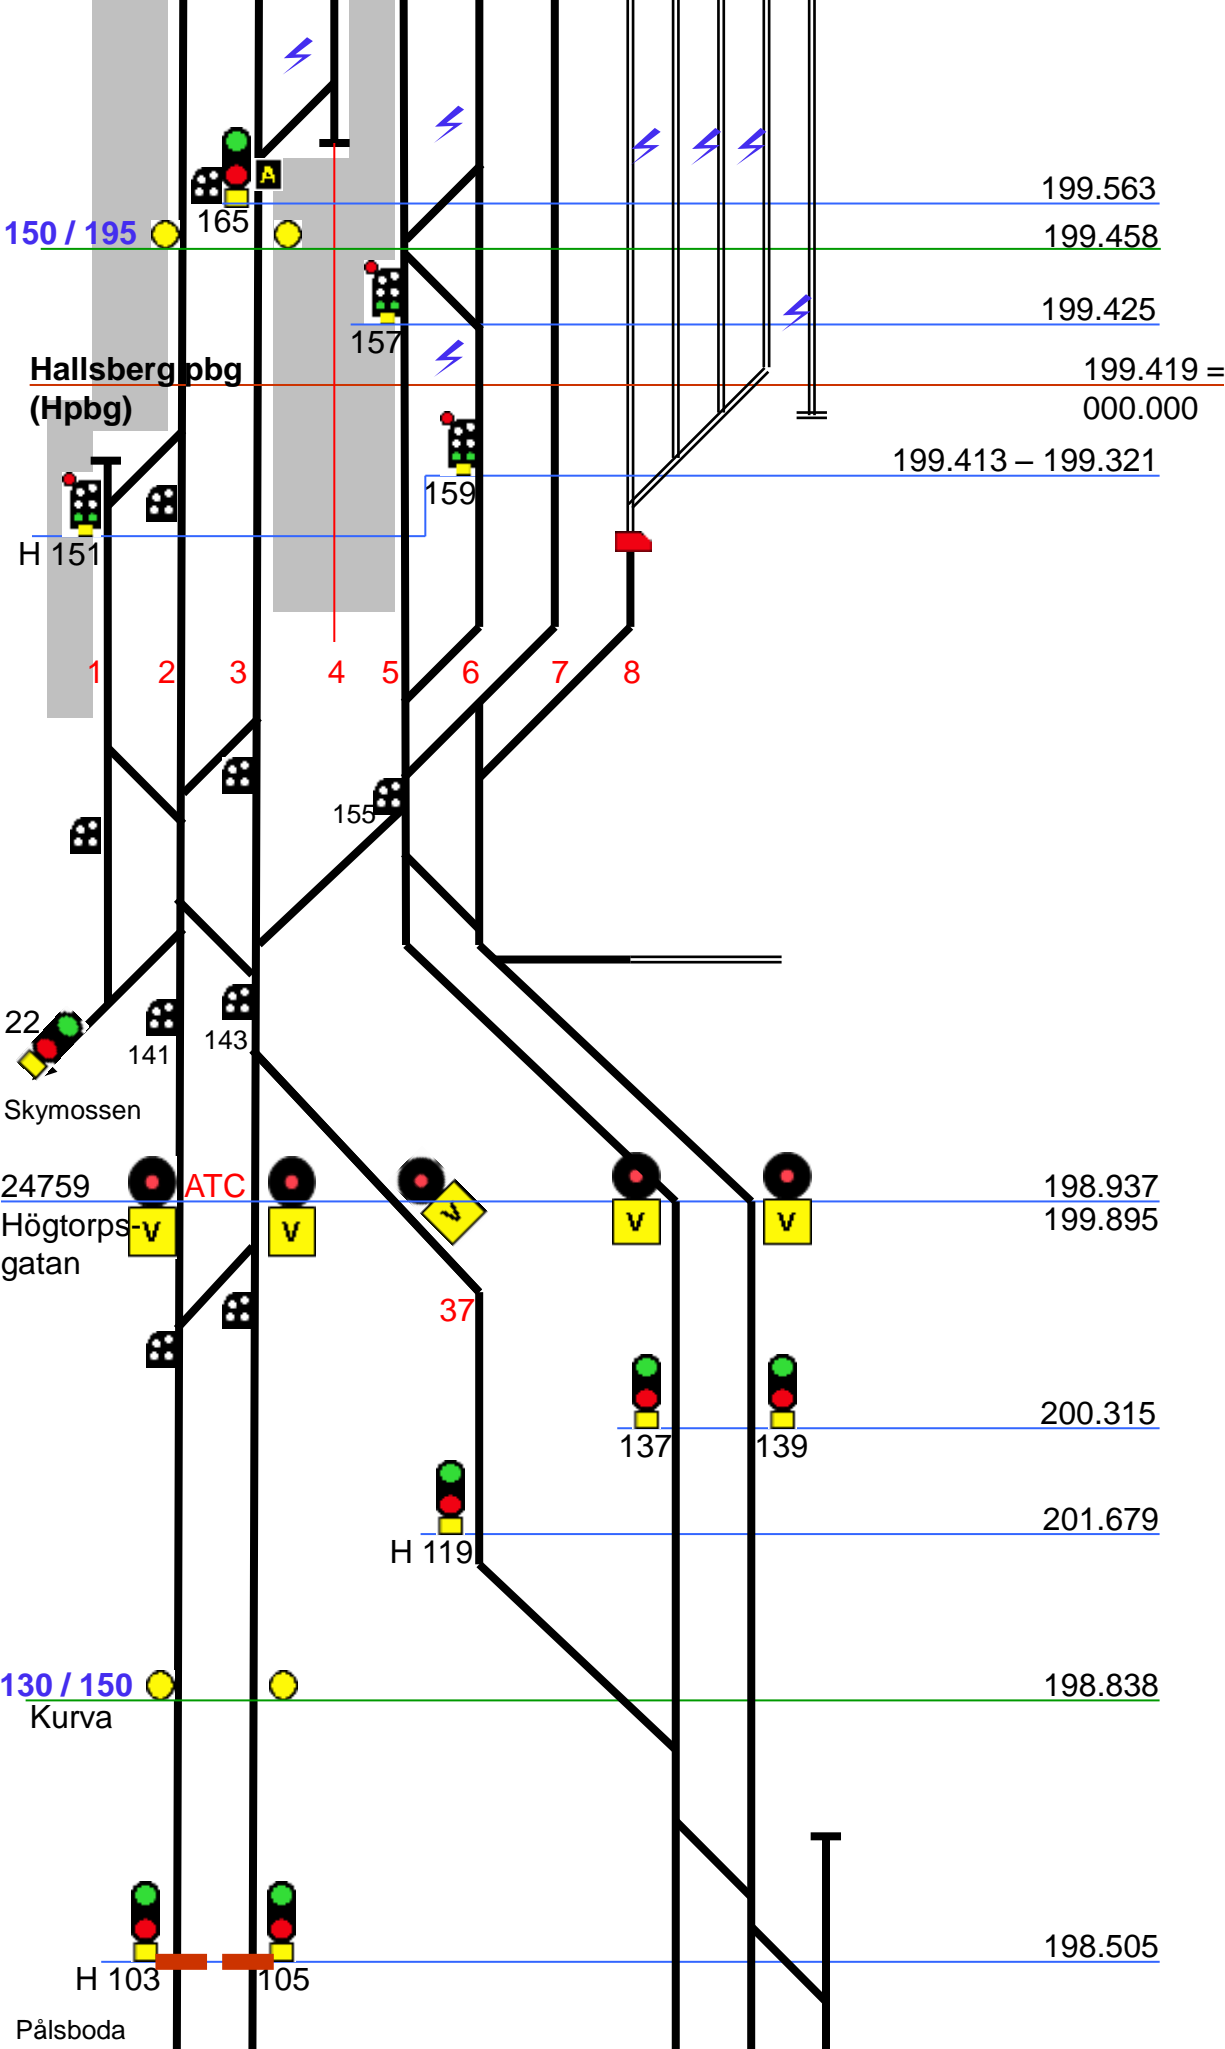 A
199.563
165
150 / 195
199.458
199.425
157
Hallsberg pbg
199.419 =
(Hpbg)
000.000
199.413 – 199.321
159
H 151
1 2 3 4 5 6 7 8
155
22
143
141
Skymossen
24759
ATC
198.937
Högtorps-
199.895
gatan
V V V V V
37
200.315
137
139
201.679
H 119
130 / 150
198.838
Kurva
198.505
H 103
105
Pålsboda